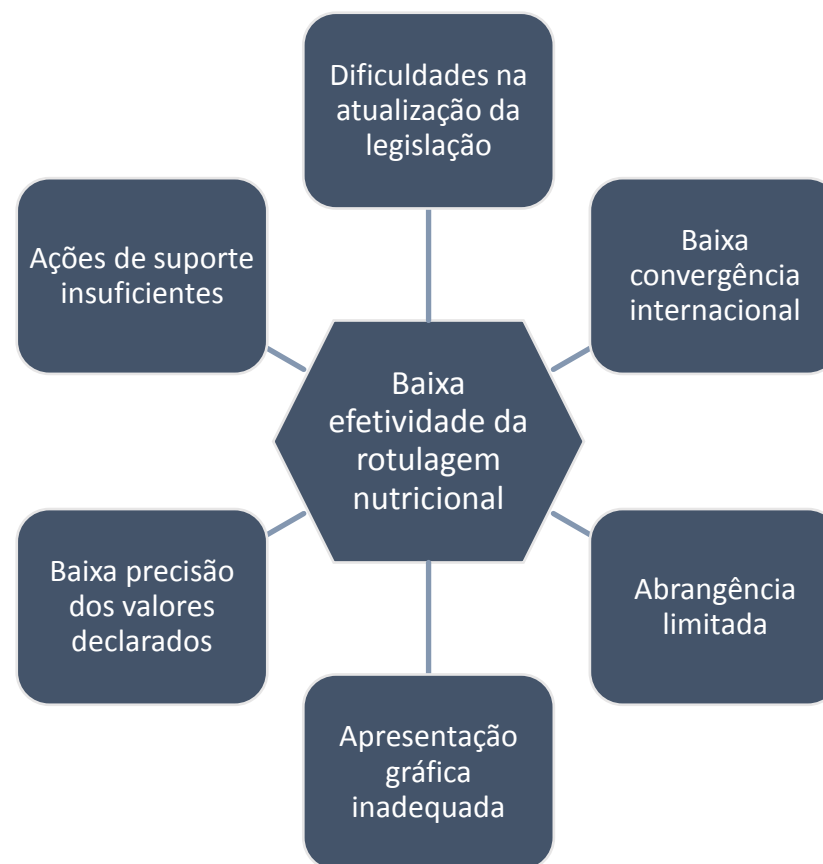 Dificuldades na
atualização da
legislação
Ações de suporte
insuficientes
Baixa
convergência
internacional
Baixa
efetividade da
rotulagem
nutricional
Baixa precisão
dos valores
declarados
Abrangência
limitada
Apresentação
gráfica
inadequada